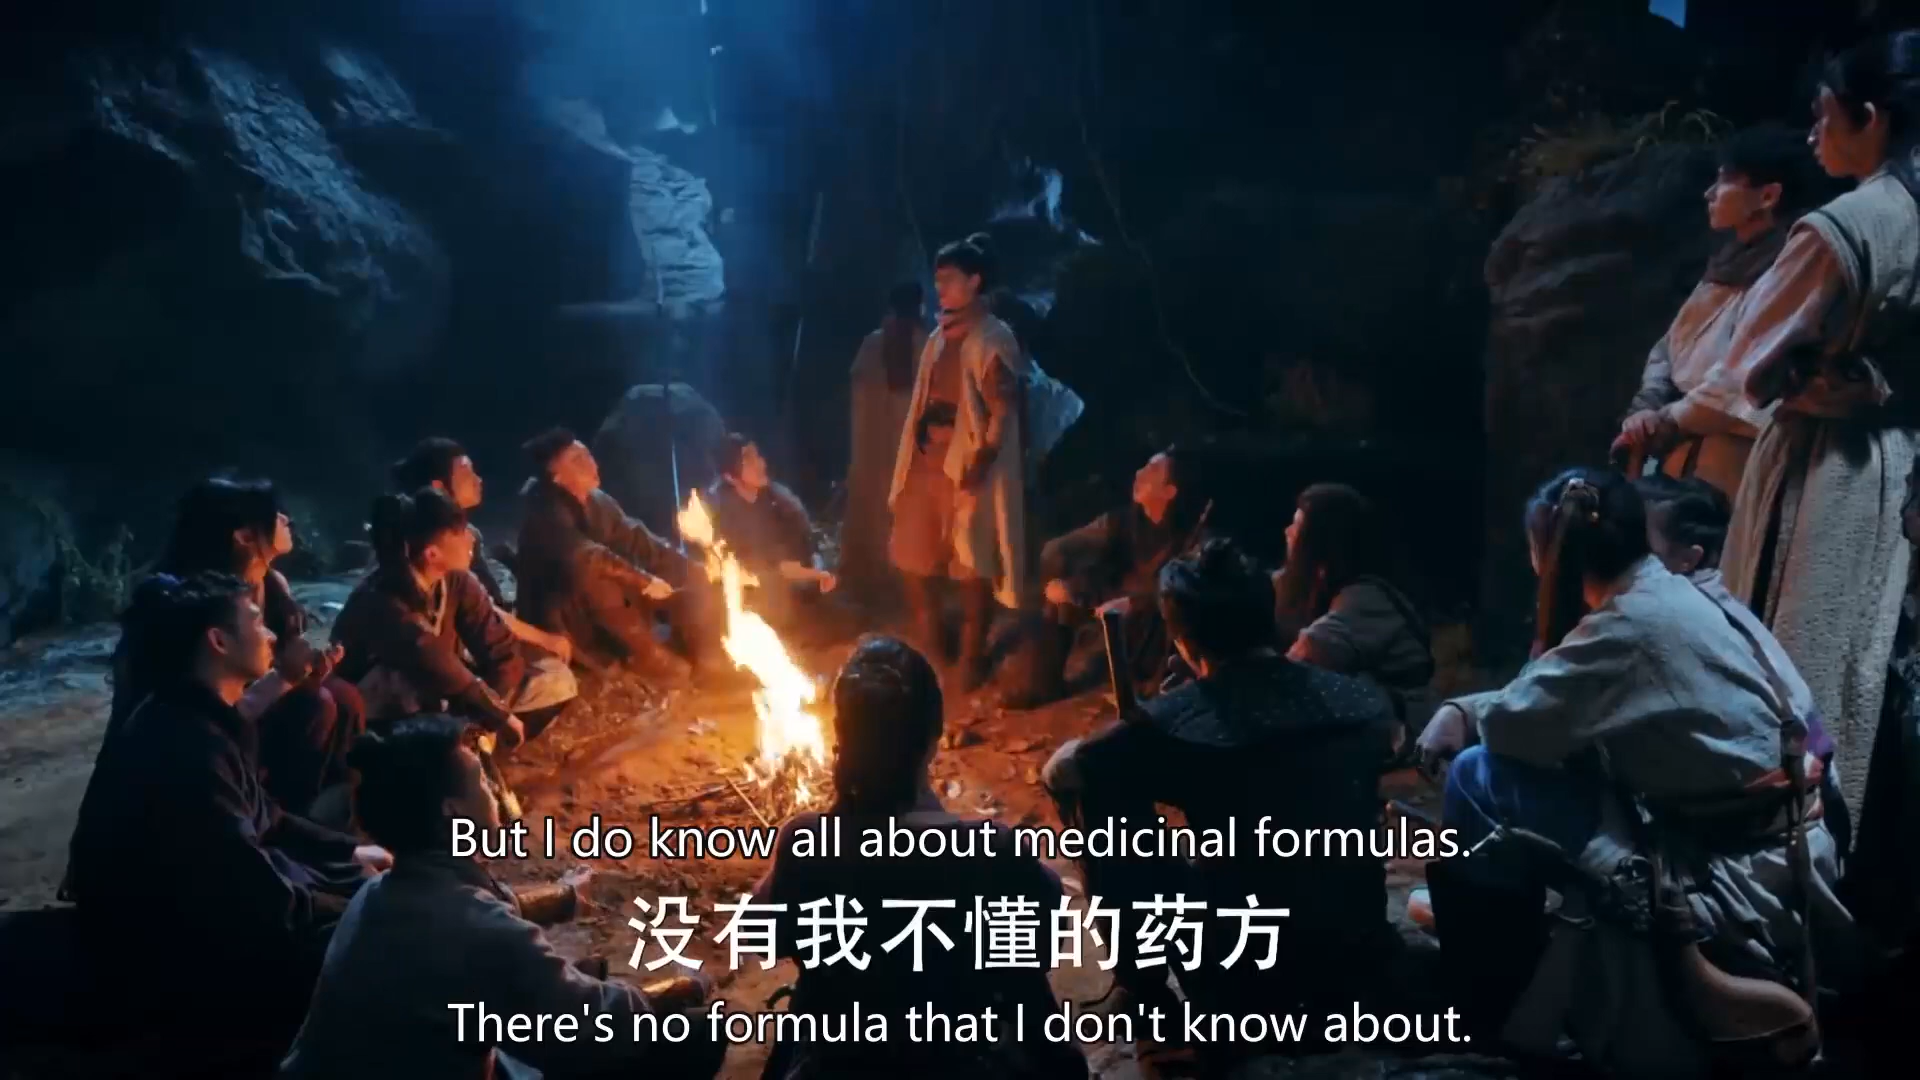 But I do know all about medicinal formulas.
没有我不懂的药方
There's no formula that I don't know about.